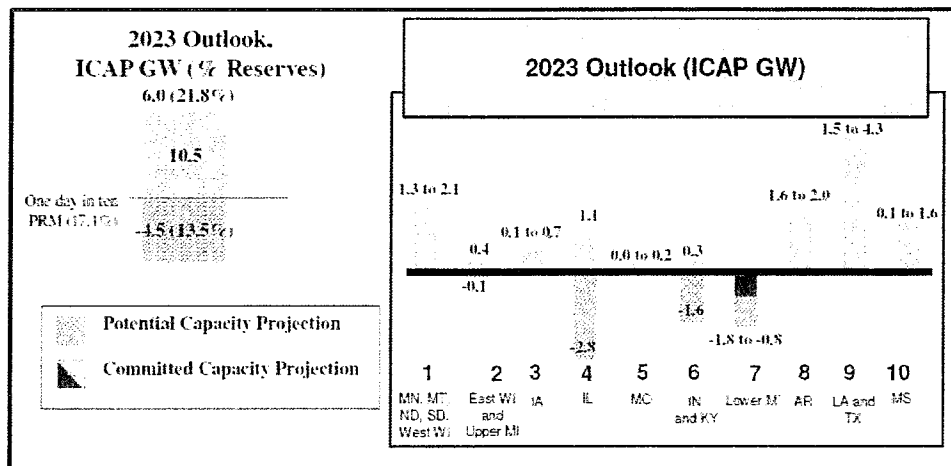 2023 Outlook,
ICAP GW (% Reserves)
6.0 (21.8%)
10.5
One day in ten
PRM (17.1%)
-4.5 (13.5%)
Potential Capacity Projection
Committed Capacity Projection
2023 Outlook (ICAP GW)
1.5 to 4.3
1.3 to 2.1
1.6 to 2.0
1.1
0.1 to 1.6
0.1 to 0.7
0.4
0.0 to 0.2
0.3
-0.1
-1.6
-1.8 to -0.8
-2.8
1 2 3 4 5 6 7 8 9 10
MN, MT, East WI IA IL MO IN Lower MI AR LA and MS
ND, SD, and and KY TX
West WI Upper MI